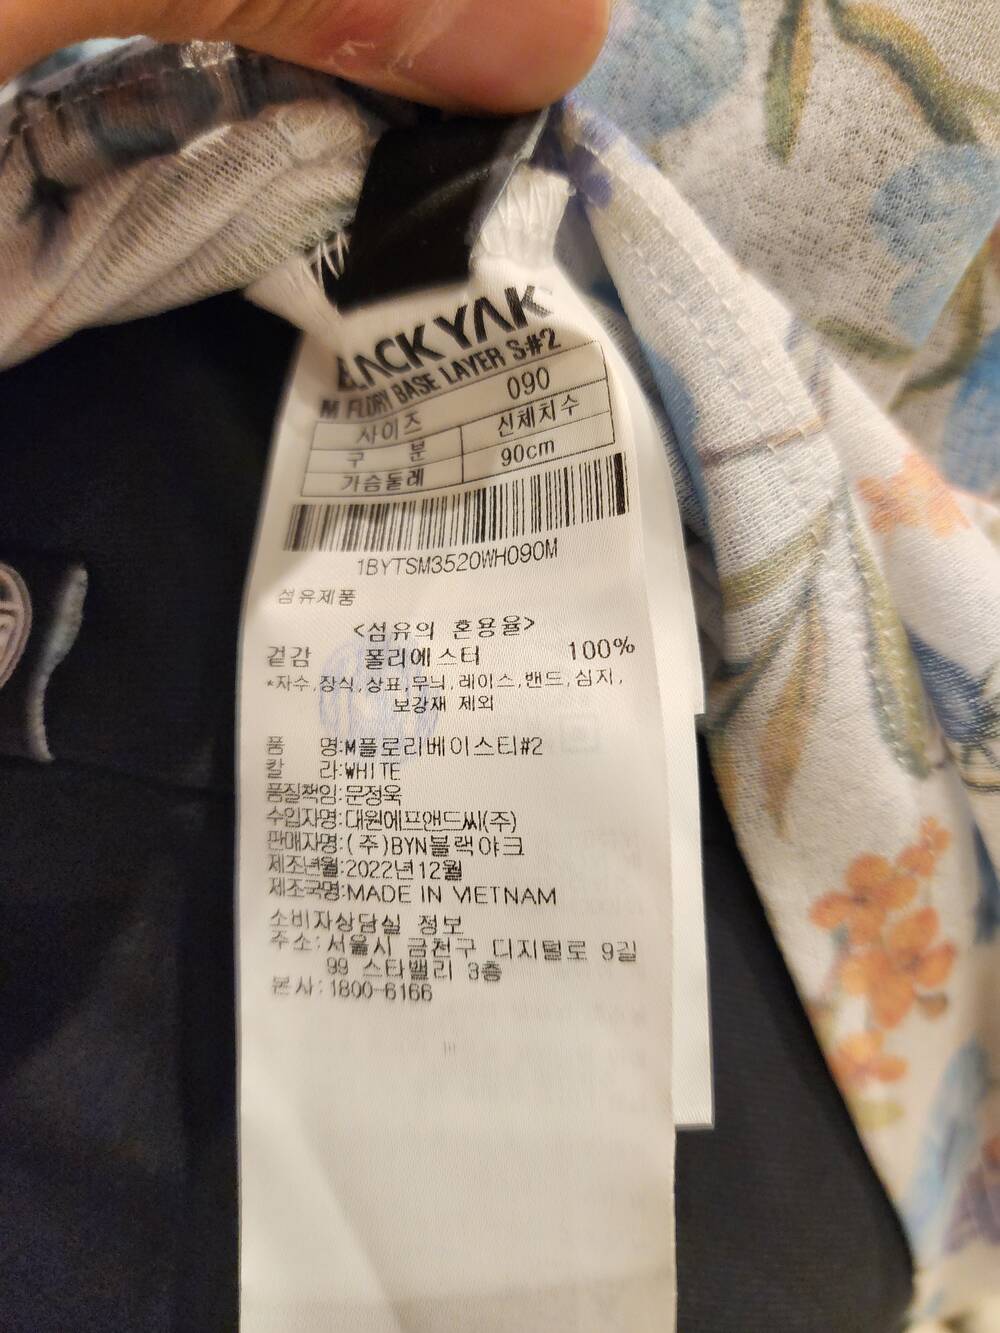 BLACKYAK
M FLORY BASE LAYER S#2
사이즈 090
구 분 신체치수
가슴둘레 90cm
1BYTSM3520WH090M
섬유제품
<섬유의 혼용율>
겉감 폴리에스터 100%
*자수,장식,상표,무늬,레이스,밴드,심지,
보강재 제외
품 명:M플로리베이스티#2
칼 라:WHITE
품질책임:문정욱
수입자명:대원에프앤드씨(주)
판매자명:(주)BYN블랙야크
제조년월:2022년12월
제조국명:MADE IN VIETNAM
소비자상담실 정보
주소:서울시 금천구 디지털로 9길
99 스타밸리 3층
본사:1800-6166